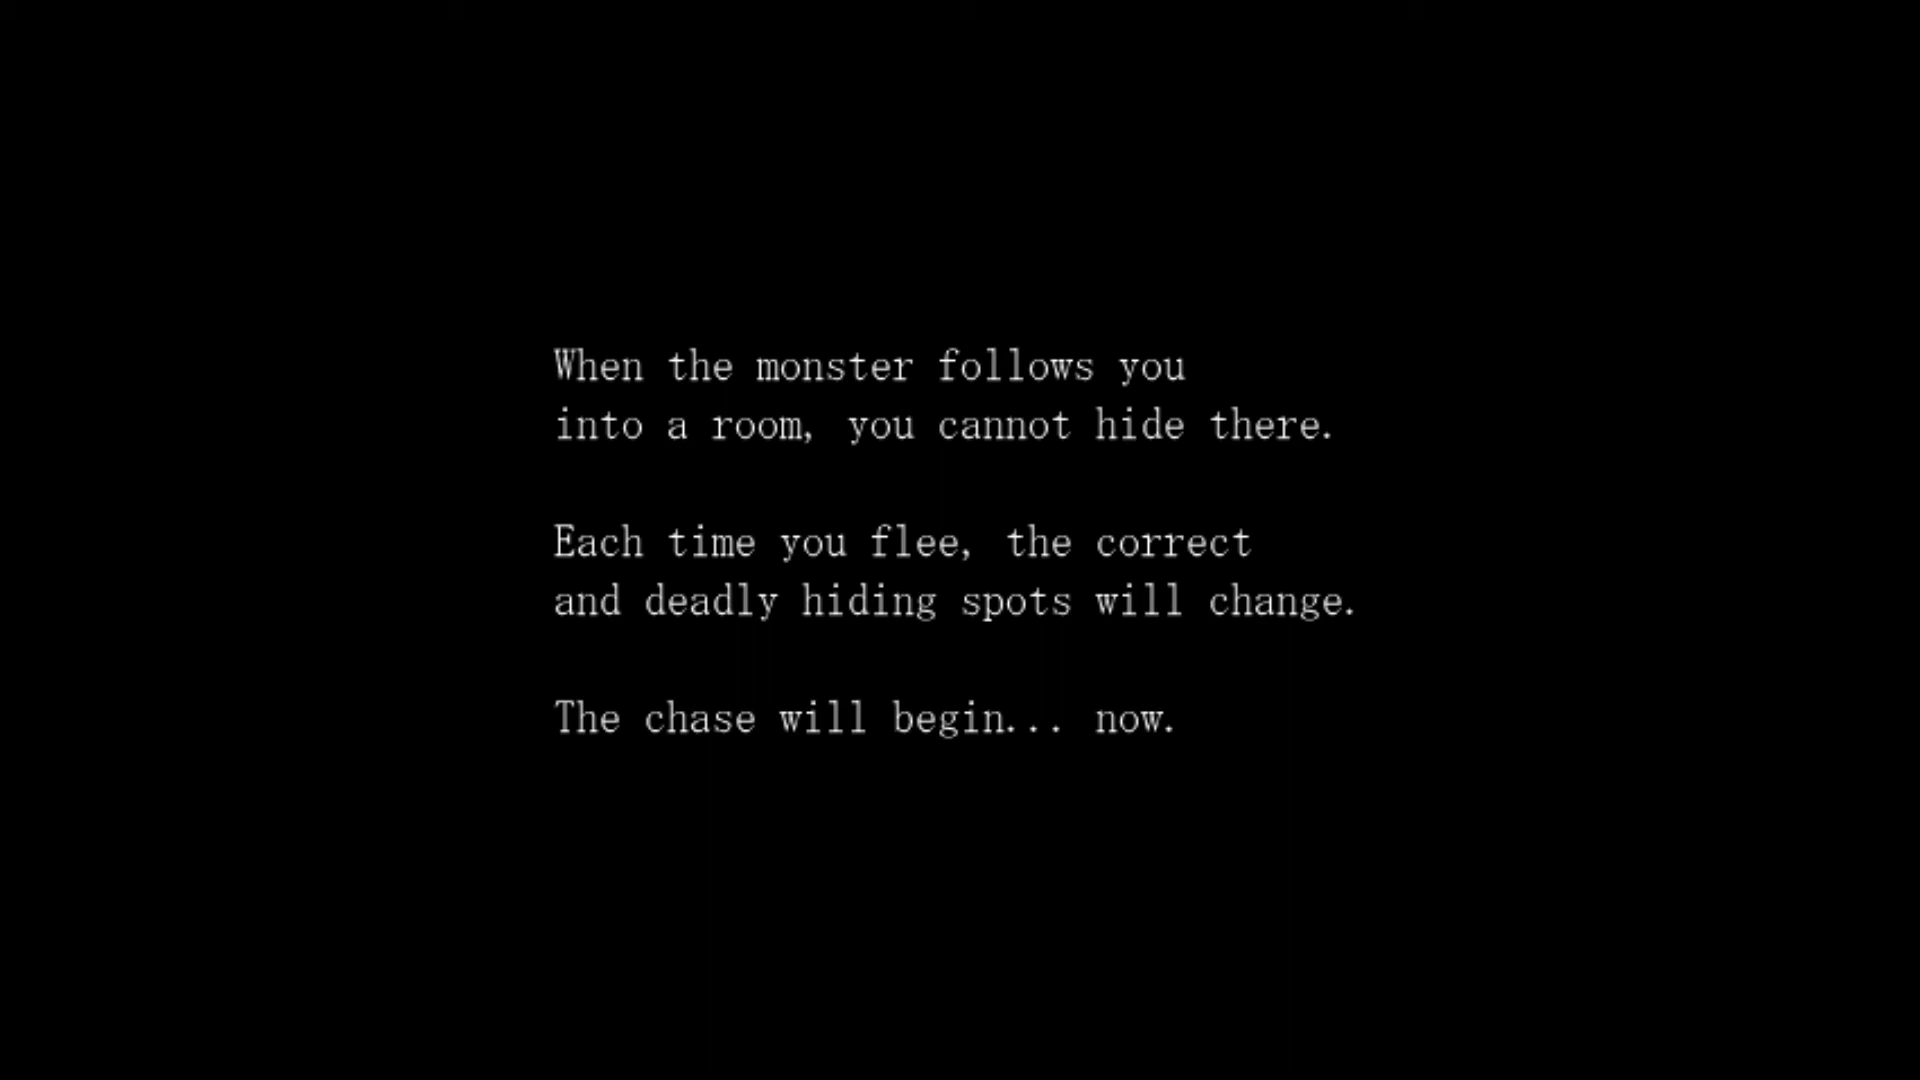 When the monster follows you
into a room, you cannot hide there.
Each time you flee, the correct
and deadly hiding spots will change.
The chase will begin... now.